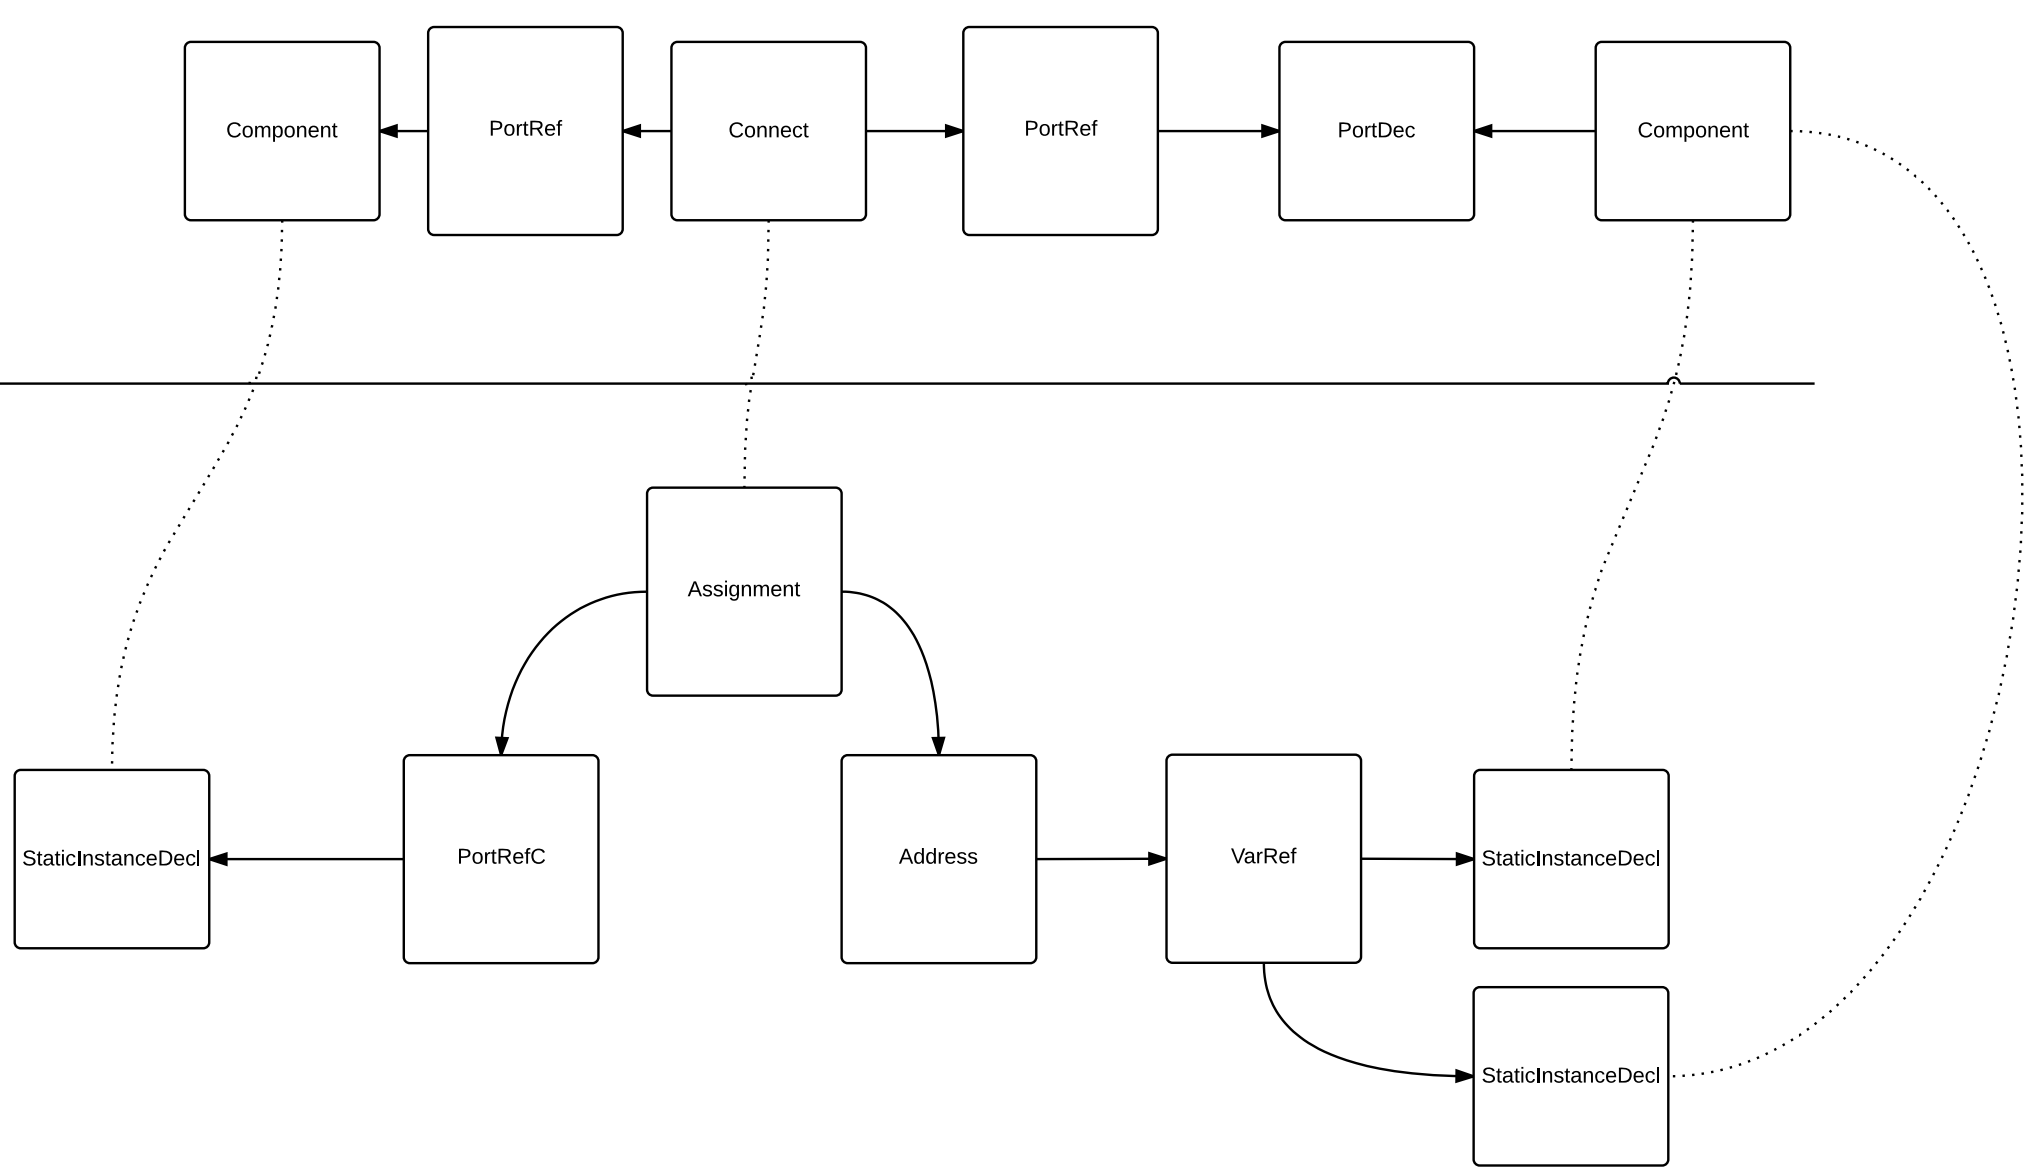 Component
PortRef
Connect
PortRef
PortDec
Component
Assignment
StaticInstanceDecl
PortRefC
Address
VarRef
StaticInstanceDecl
StaticInstanceDecl